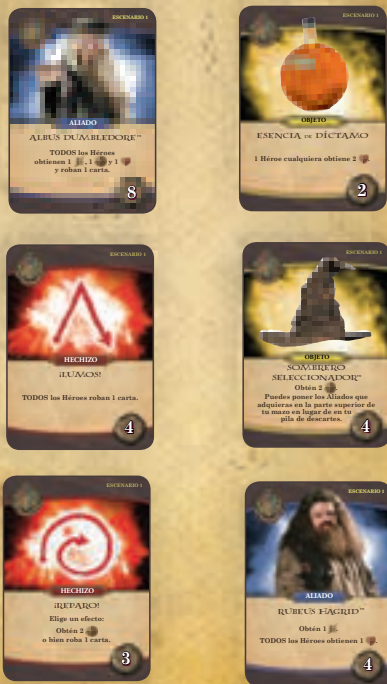 ESCENARIO 1
ALIADO
ALBUS DUMBLEDORE™
TODOS los Héroes
obtienen 1 , 1 y 1
y roban 1 carta.
8
ESCENARIO 1
OBJETO
ESENCIA DE DÍCTAMO
1 Héroe cualquiera obtiene 2 .
2
ESCENARIO 1
HECHIZO
¡LUMOS!
TODOS los Héroes roban 1 carta.
4
ESCENARIO 1
OBJETO
SOMBRERO
SELECCIONADOR™
Obtén 2 .
Puedes poner los Aliados que
adquieras en la parte superior de
tu mazo en lugar de en tu
pila de descartes.
4
ESCENARIO 1
HECHIZO
¡REPARO!
Elige un efecto:
Obtén 2
o bien roba 1 carta.
3
ESCENARIO 1
ALIADO
RUBEUS HAGRID™
Obtén 1 .
TODOS los Héroes obtienen 1 .
4